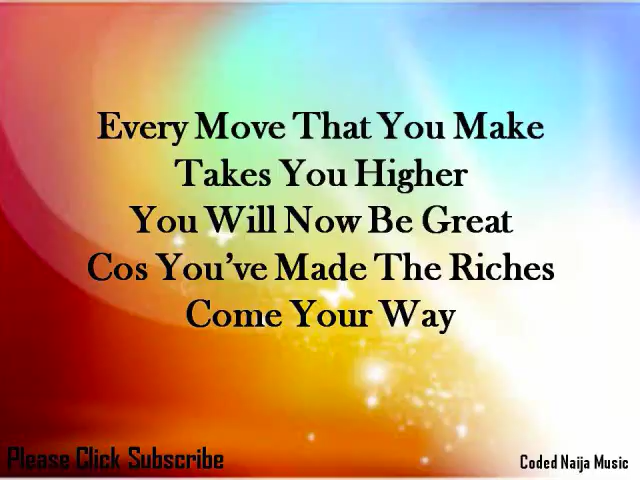 Every Move That You Make
Takes You Higher
You Will Now Be Great
Cos You've Made The Riches
Come Your Way
Please Click Subscribe
Coded Naija Music